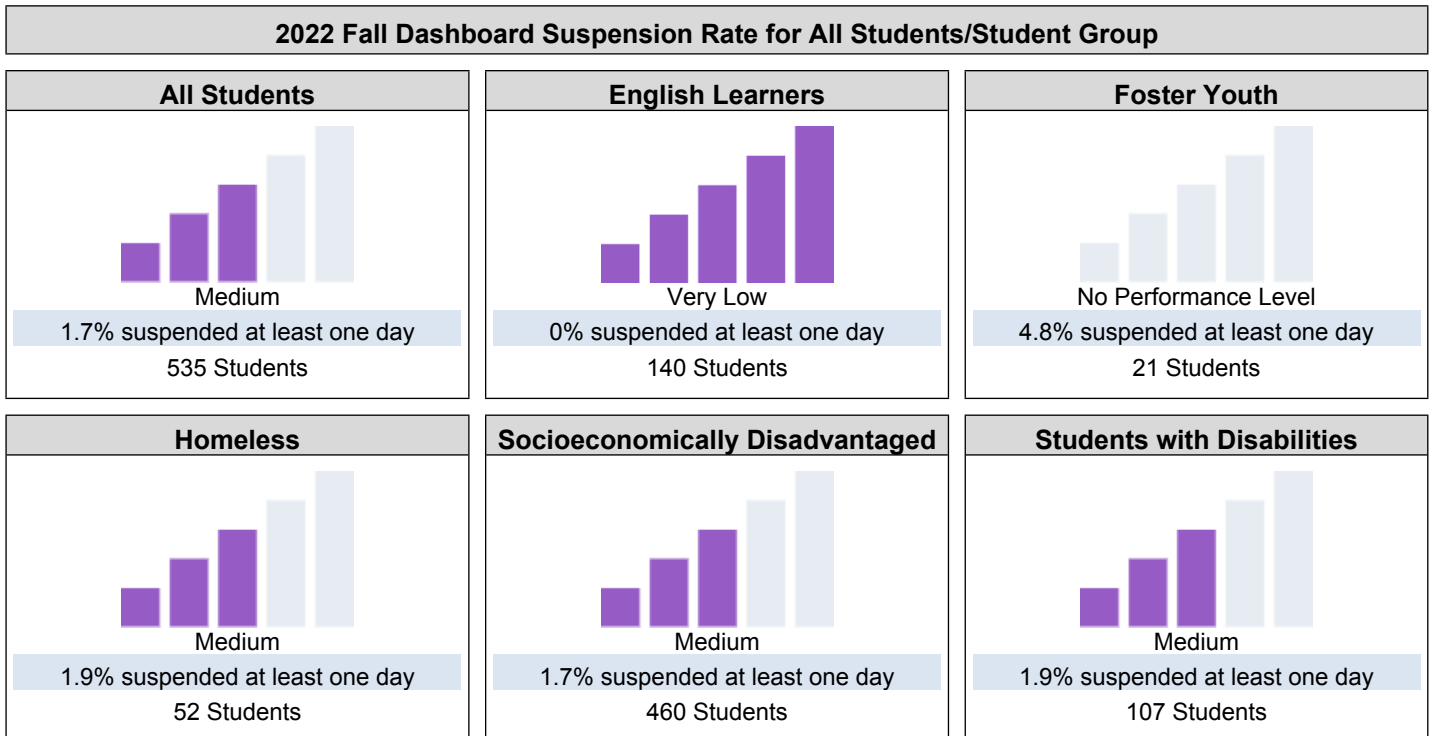 2022 Fall Dashboard Suspension Rate for All Students/Student Group
All Students
Medium
1.7% suspended at least one day
535 Students
English Learners
Very Low
0% suspended at least one day
140 Students
Foster Youth
No Performance Level
4.8% suspended at least one day
21 Students
Homeless
Medium
1.9% suspended at least one day
52 Students
Socioeconomically Disadvantaged
Medium
1.7% suspended at least one day
460 Students
Students with Disabilities
Medium
1.9% suspended at least one day
107 Students